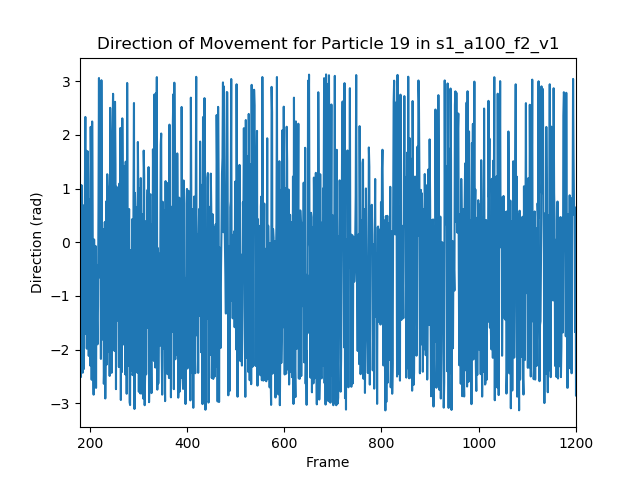 Direction of Movement for Particle 19 in s1_a100_f2_v1
3
2
1
0
−1
−2
−3
Direction (rad)
200 400 600 800 1000 1200
Frame